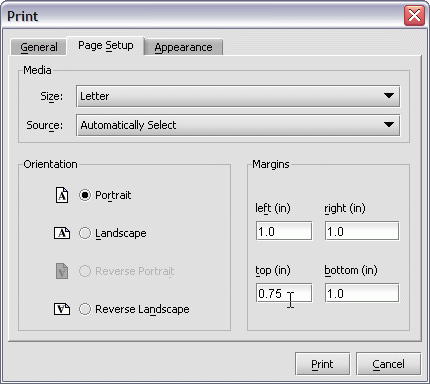 Print
General Page Setup Appearance
Media
Size: Letter
Source: Automatically Select
Orientation
A Portrait
A Landscape
Reverse Portrait
Reverse Landscape
Margins
left (in) right (in)
1.0 1.0
top (in) bottom (in)
0.75 1.0
Print Cancel